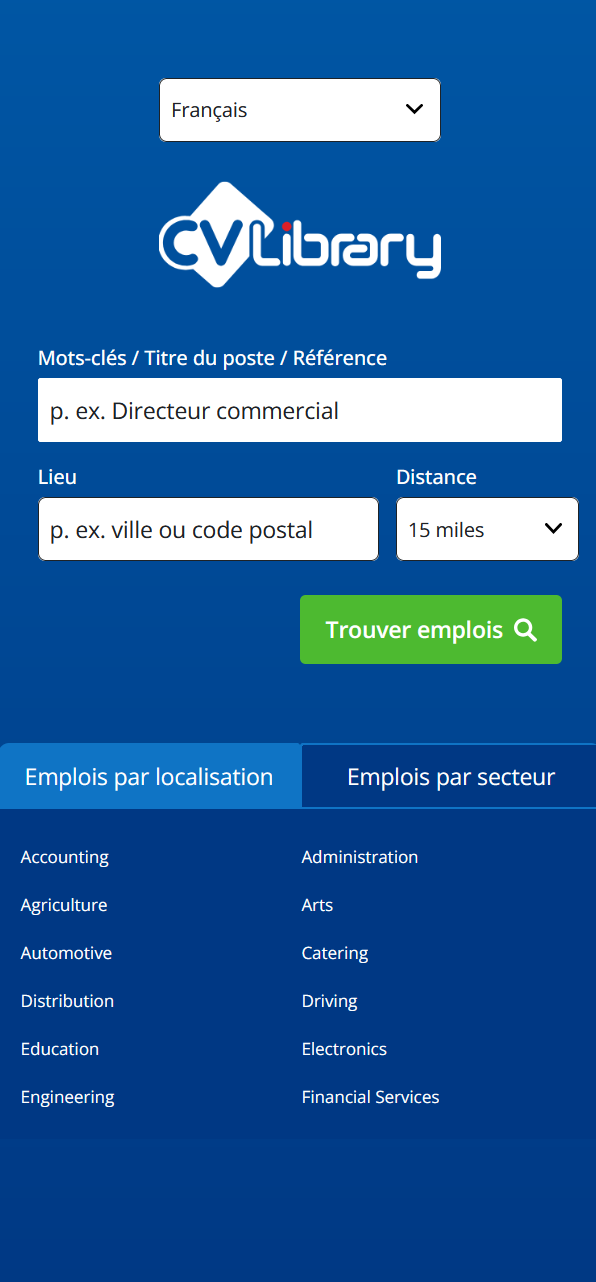 Français
CVLibrary
Mots-clés / Titre du poste / Référence
p. ex. Directeur commercial
Lieu Distance
p. ex. ville ou code postal 15 miles
Trouver emplois
Emplois par localisation Emplois par secteur
Accounting Administration
Agriculture Arts
Automotive Catering
Distribution Driving
Education Electronics
Engineering Financial Services